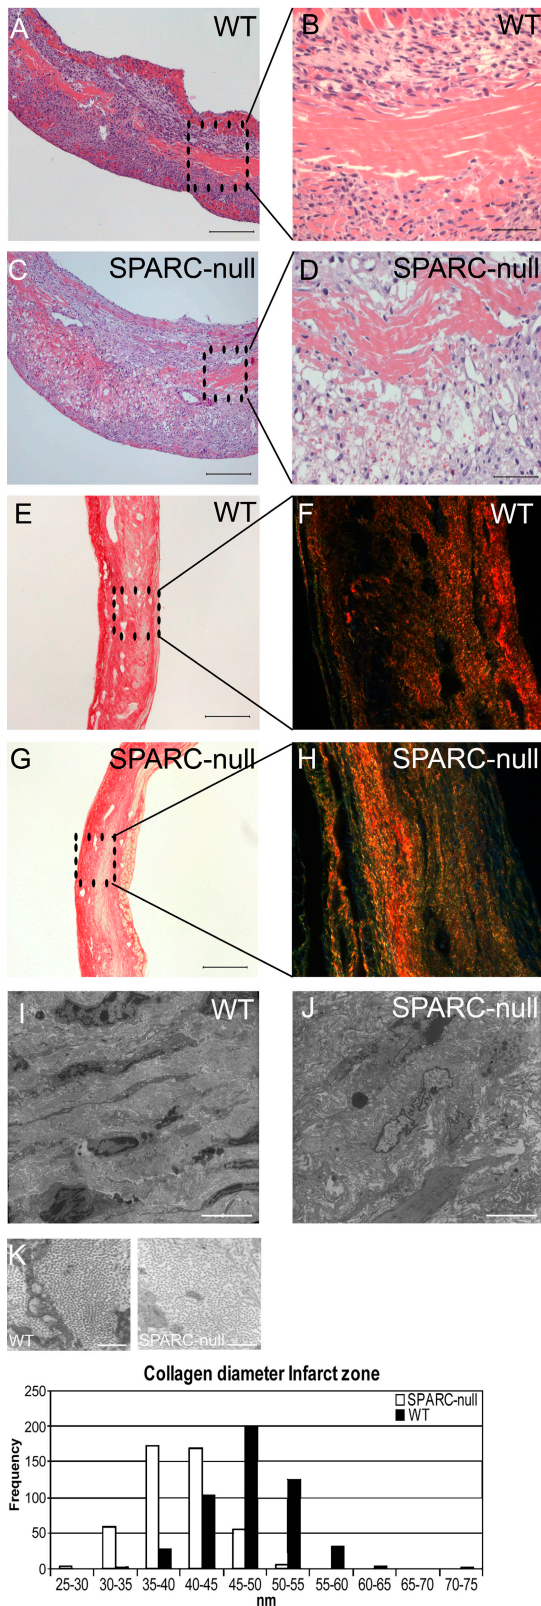 A WT
B WT
C SPARC-null
D SPARC-null
E WT
F WT
G SPARC-null
H SPARC-null
I WT
J SPARC-null
K
WT
SPARC-null
Collagen diameter Infarct zone
250
200
150
100
50
0
Frequency
SPARC-null
WT
25-30 30-35 35-40 40-45 45-50 50-55 55-60 60-65 65-70 70-75
nm